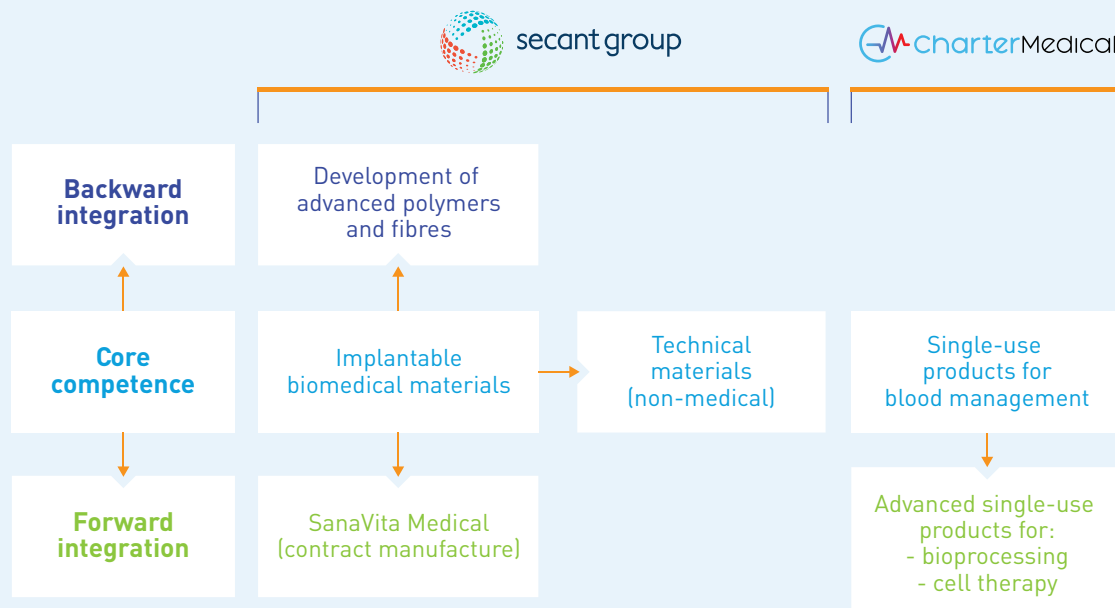 secant group
CharterMedical
Backward
integration
Development of
advanced polymers
and fibres
Core
competence
Implantable
biomedical materials
Technical
materials
(non-medical)
Single-use
products for
blood management
Forward
integration
SanaVita Medical
(contract manufacture)
Advanced single-use
products for:
- bioprocessing
- cell therapy